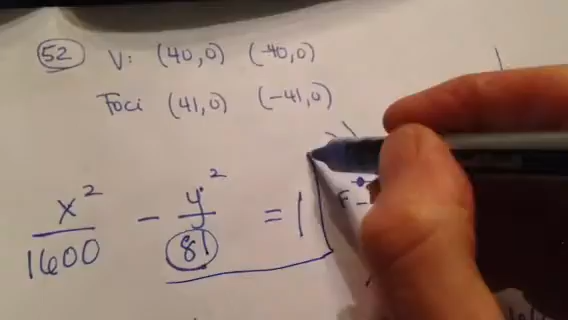 52 V: (40,0) (-40,0)
Foci (41,0) (-41,0)
x² / 1600 - y² / 81 = 1
F